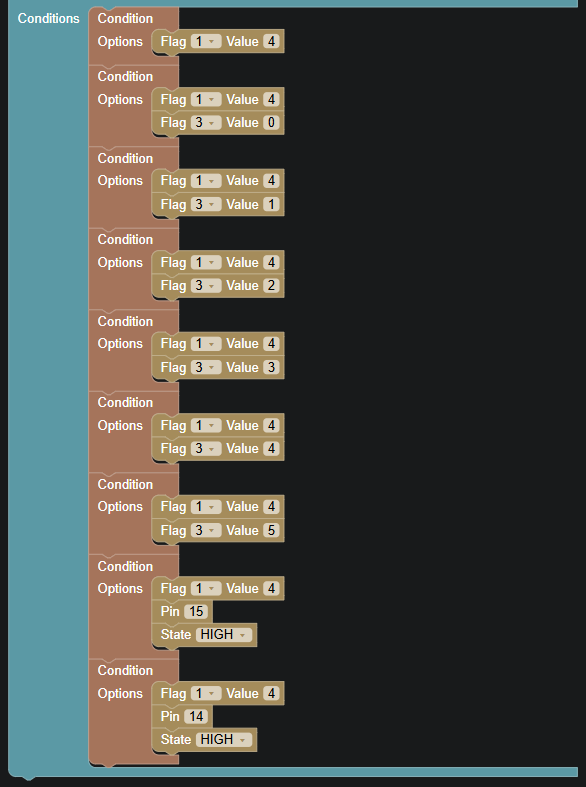 Conditions Condition
Options Flag 1 Value 4
Condition
Options Flag 1 Value 4
Flag 3 Value 0
Condition
Options Flag 1 Value 4
Flag 3 Value 1
Condition
Options Flag 1 Value 4
Flag 3 Value 2
Condition
Options Flag 1 Value 4
Flag 3 Value 3
Condition
Options Flag 1 Value 4
Flag 3 Value 4
Condition
Options Flag 1 Value 4
Flag 3 Value 5
Condition
Options Flag 1 Value 4
Pin 15
State HIGH
Condition
Options Flag 1 Value 4
Pin 14
State HIGH